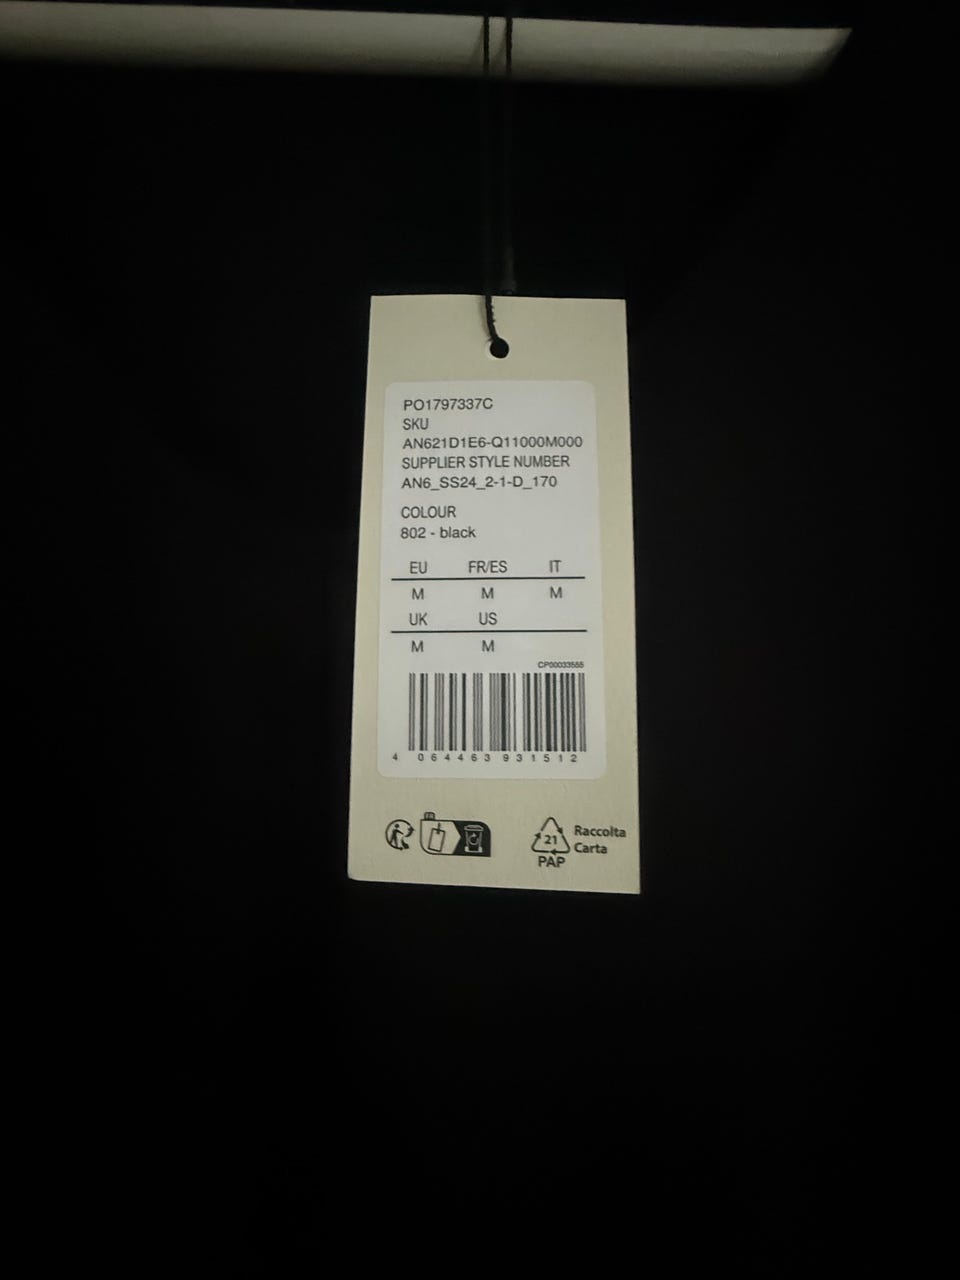 PO1797337C
SKU
AN621D1E6-Q11000M000
SUPPLIER STYLE NUMBER
AN6_SS24_2-1-D_170
COLOUR
802 - black
EU FR/ES IT
M M M
UK US
M M
CP00033555
4 064463 931512
21
PAP
Raccolta
Carta